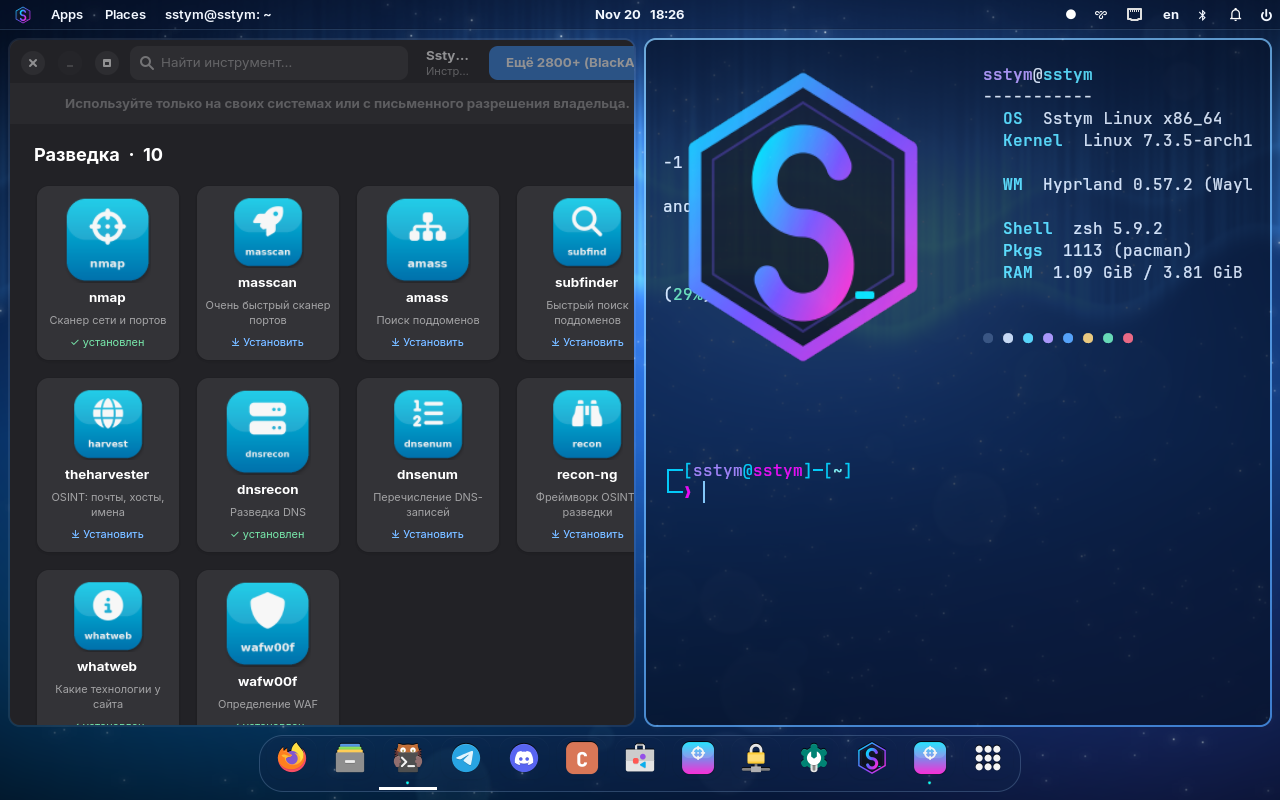 Apps Places sstym@sstym: ~ Nov 20 18:26 en
Найти инструмент...
Ssty...
Инстр...
Ещё 2800+ (BlackA
Используйте только на своих системах или с письменного разрешения владельца.
Разведка · 10
nmap
nmap
Сканер сети и портов
✓ установлен
masscan
masscan
Очень быстрый сканер
портов
Установить
amass
amass
Поиск поддоменов
Установить
subfind
subfinder
Быстрый поиск
поддоменов
Установить
harvest
theharvester
OSINT: почты, хосты,
имена
Установить
dnsrecon
dnsrecon
Разведка DNS
✓ установлен
dnsenum
dnsenum
Перечисление DNS-
записей
Установить
recon
recon-ng
Фреймворк OSINT
разведки
Установить
whatweb
whatweb
Какие технологии у
сайта
wafw00f
wafw00f
Определение WAF
sstym@sstym
-----------
OS Sstym Linux x86_64
Kernel Linux 7.3.5-arch1
-1
WM Hyprland 0.57.2 (Wayl
and
Shell zsh 5.9.2
Pkgs 1113 (pacman)
RAM 1.09 GiB / 3.81 GiB
(29%)
┌─[sstym@sstym]─[~]
└─❱
C